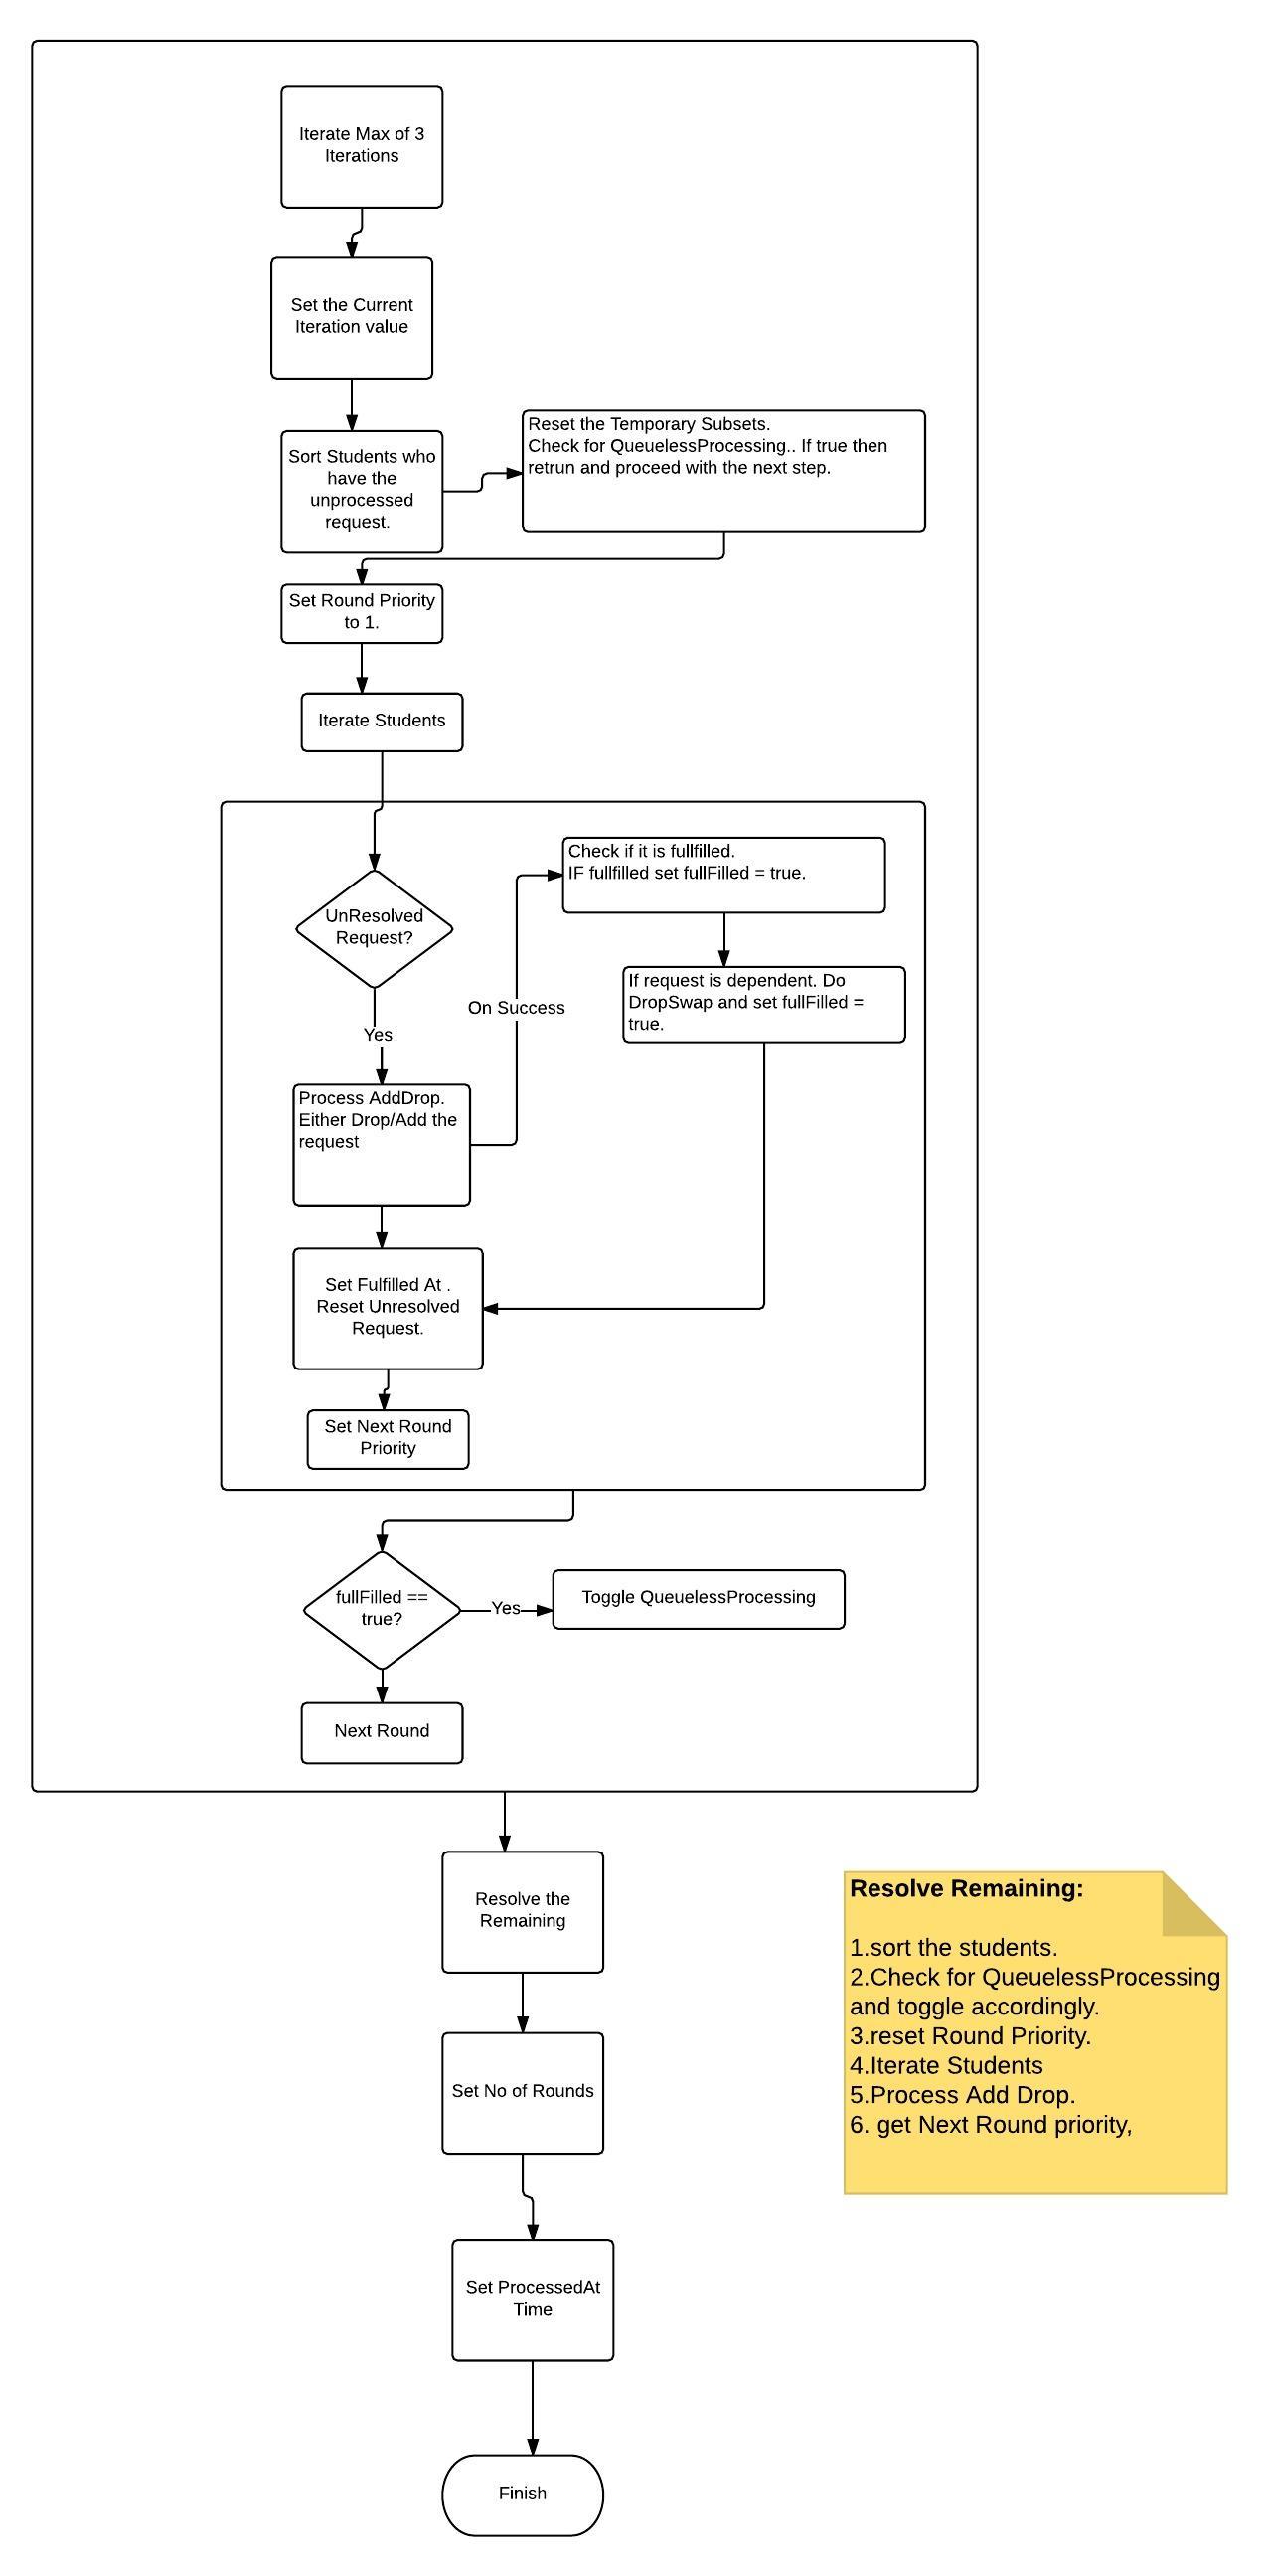 Iterate Max of 3
Iterations
Set the Current
Iteration value
Sort Students who
have the
unprocessed
request.
Reset the Temporary Subsets.
Check for QueuelessProcessing.. If true then
retrun and proceed with the next step.
Set Round Priority
to 1.
Iterate Students
UnResolved
Request?
Yes
Process AddDrop.
Either Drop/Add the
request
On Success
Check if it is fullfilled.
IF fullfilled set fullFilled = true.
If request is dependent. Do
DropSwap and set fullFilled =
true.
Set Fulfilled At .
Reset Unresolved
Request.
Set Next Round
Priority
fullFilled ==
true?
Yes
Toggle QueuelessProcessing
Next Round
Resolve the
Remaining
Set No of Rounds
Set ProcessedAt
Time
Finish
Resolve Remaining:
1.sort the students.
2.Check for QueuelessProcessing
and toggle accordingly.
3.reset Round Priority.
4.Iterate Students
5.Process Add Drop.
6. get Next Round priority,